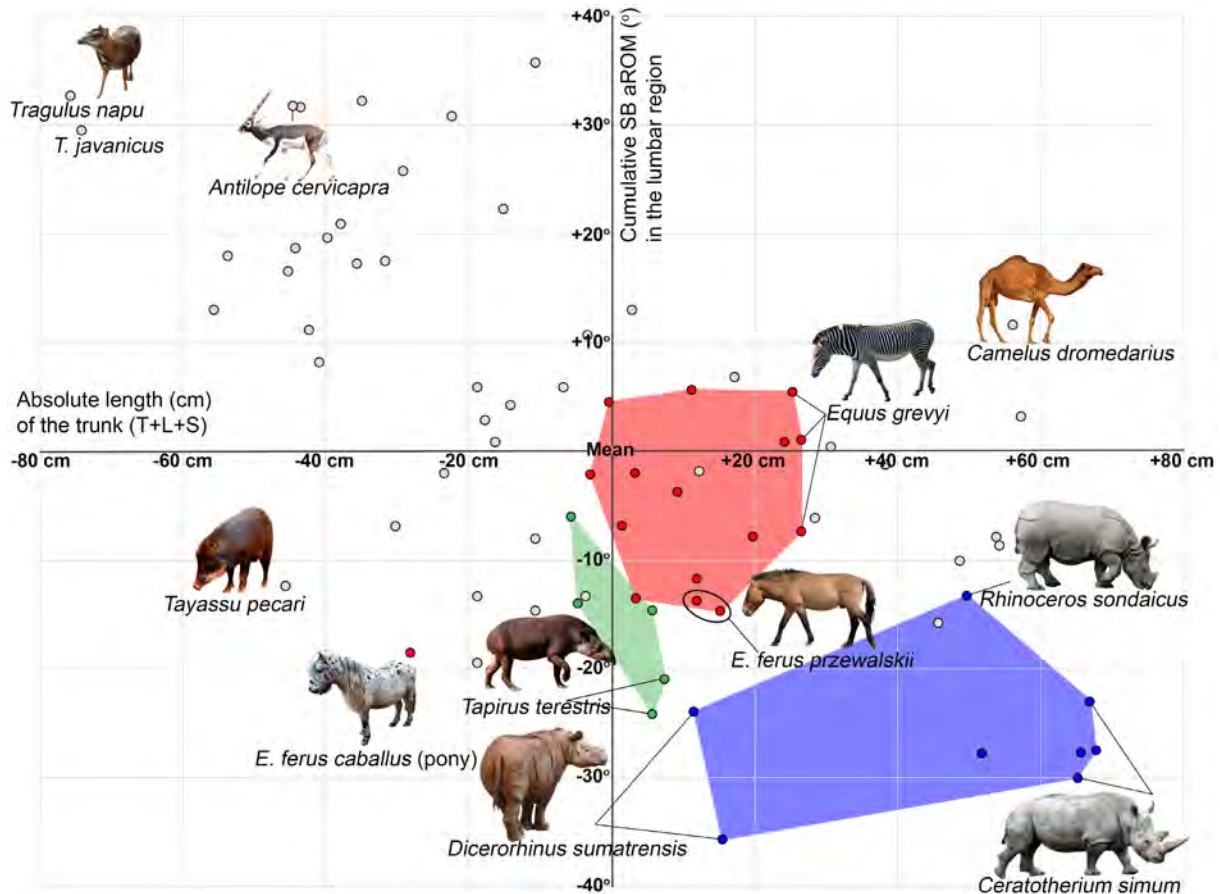 +40°
Cumulative SB aROM (°)
in the lumbar region
Tragulus napu
+30°
T. javanicus
Antilope cervicapra
+20°
+10°
Camelus dromedarius
Absolute length (cm)
of the trunk (T+L+S)
Equus grevyi
Mean
-80 cm
-60 cm
-40 cm
-20 cm
+20 cm
+40 cm
+60 cm
+80 cm
-10°
Tayassu pecari
Rhinoceros sondaicus
E. ferus przewalskii
-20°
Tapirus terestris
E. ferus caballus (pony)
-30°
Dicerorhinus sumatrensis
-40°
Ceratotherium simum